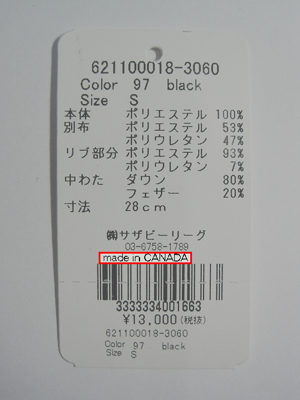 621100018-3060
Color 97 black
Size S
本体 ポリエステル 100%
別布 ポリエステル 53%
ポリウレタン 47%
リブ部分 ポリエステル 93%
ポリウレタン 7%
中わた ダウン 80%
フェザー 20%
寸法 28cm
㈱サザビーリーグ
03-6758-1789
made in CANADA
3333334001663
¥13,000(税抜)
621100018-3060
Color 97 black
Size S